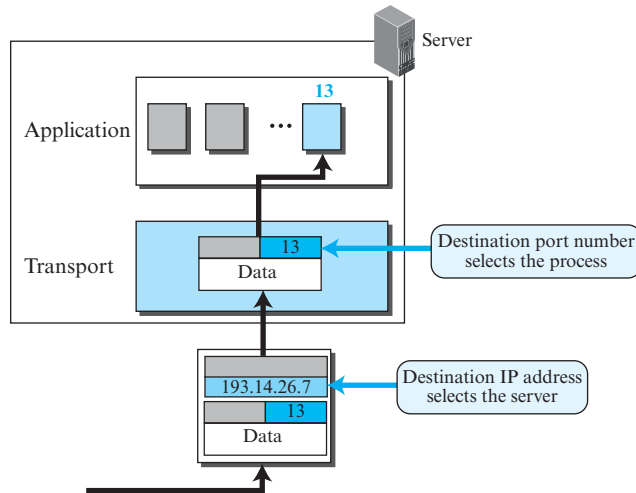 Server
13
Application
...
13
Data
Transport
Destination port number
selects the process
193.14.26.7
13
Data
Destination IP address
selects the server